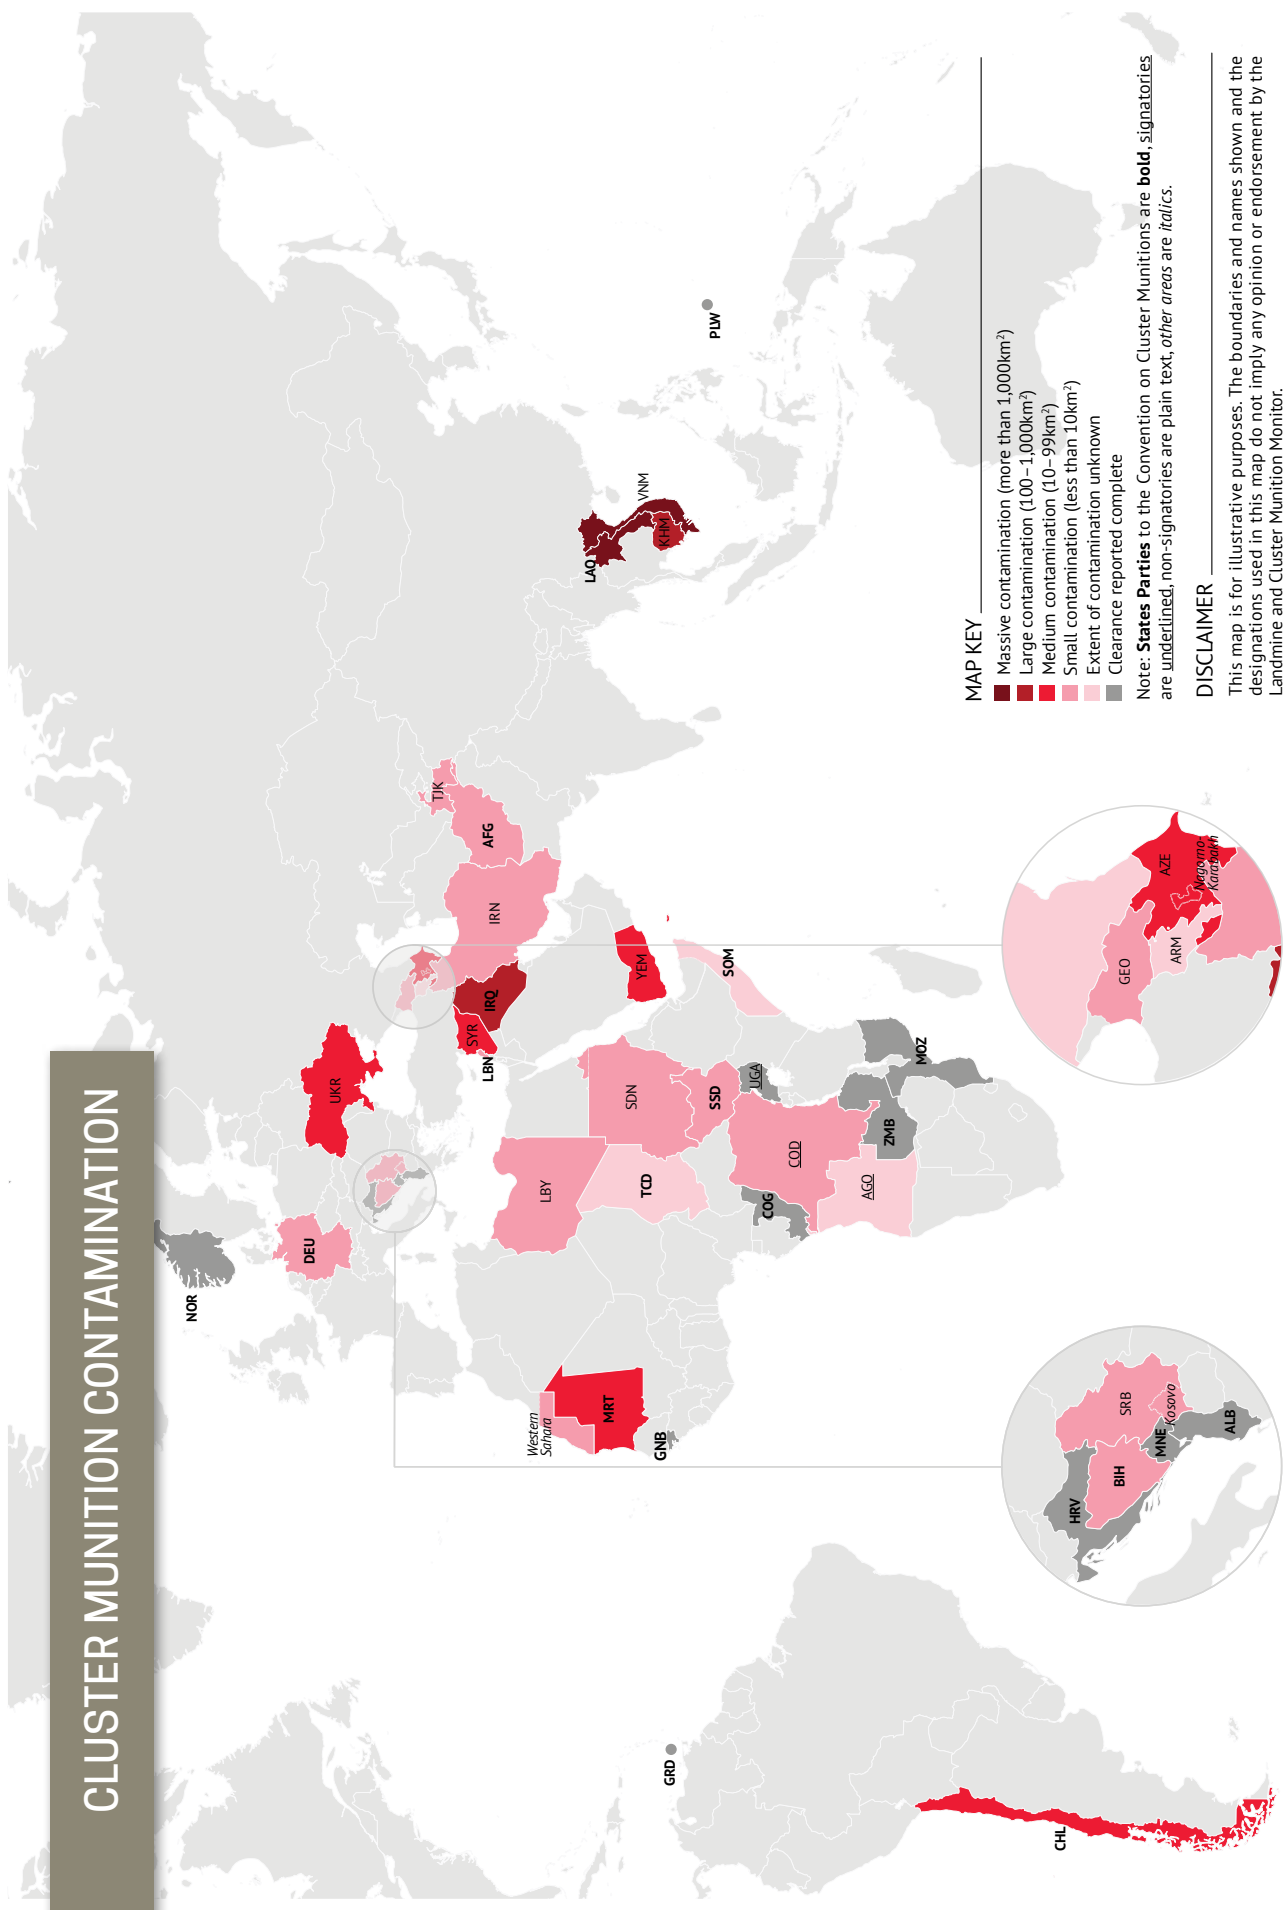 CLUSTER MUNITION CONTAMINATION
NOR
DEU
UKR
LBN
SYR
IRQ
IRN
AFG
TJK
LAO
VNM
KHM
PLW
YEM
SOM
Western
Sahara
MRT
GNB
LBY
TCD
SDN
SSD
UGA
COD
COG
AGO
ZMB
MOZ
GRD
CHL
HRV
BIH
SRB
Kosovo
MNE
ALB
GEO
ARM
AZE
Nagorno-
Karabakh
MAP KEY
Massive contamination (more than 1,000km²)
Large contamination (100–1,000km²)
Medium contamination (10–99km²)
Small contamination (less than 10km²)
Extent of contamination unknown
Clearance reported complete
Note: States Parties to the Convention on Cluster Munitions are bold, signatories
are underlined, non-signatories are plain text, other areas are italics.
DISCLAIMER
This map is for illustrative purposes. The boundaries and names shown and the
designations used in this map do not imply any opinion or endorsement by the
Landmine and Cluster Munition Monitor.